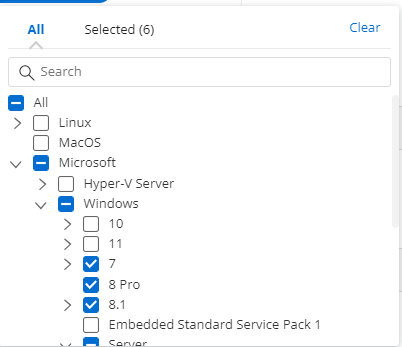 All Selected (6) Clear
Search
All
Linux
MacOS
Microsoft
Hyper-V Server
Windows
10
11
7
8 Pro
8.1
Embedded Standard Service Pack 1
Server